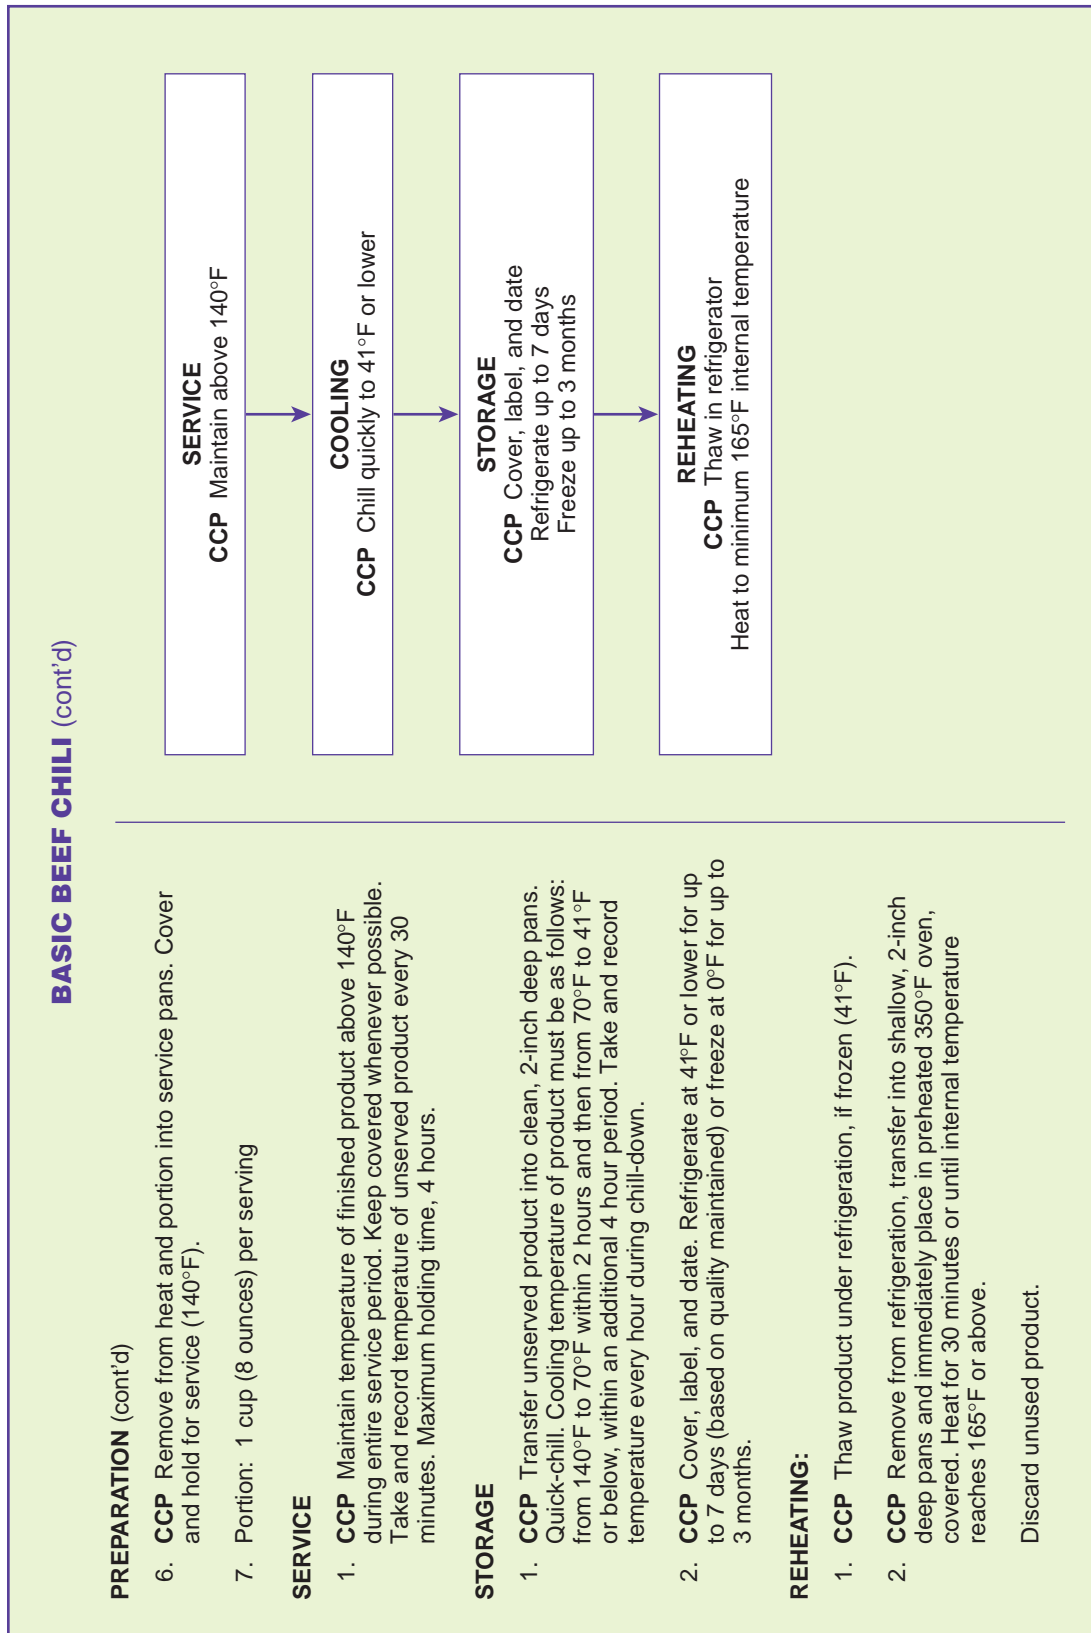 BASIC BEEF CHILI (cont’d)
PREPARATION (cont’d)
6. CCP Remove from heat and portion into service pans. Cover
and hold for service (140°F).
7. Portion: 1 cup (8 ounces) per serving
SERVICE
1. CCP Maintain temperature of finished product above 140°F
during entire service period. Keep covered whenever possible.
Take and record temperature of unserved product every 30
minutes. Maximum holding time, 4 hours.
STORAGE
1. CCP Transfer unserved product into clean, 2-inch deep pans.
Quick-chill. Cooling temperature of product must be as follows:
from 140°F to 70°F within 2 hours and then from 70°F to 41°F
or below, within an additional 4 hour period. Take and record
temperature every hour during chill-down.
2. CCP Cover, label, and date. Refrigerate at 41°F or lower for up
to 7 days (based on quality maintained) or freeze at 0°F for up to
3 months.
REHEATING:
1. CCP Thaw product under refrigeration, if frozen (41°F).
2. CCP Remove from refrigeration, transfer into shallow, 2-inch
deep pans and immediately place in preheated 350°F oven,
covered. Heat for 30 minutes or until internal temperature
reaches 165°F or above.
Discard unused product.
SERVICE
CCP Maintain above 140°F
COOLING
CCP Chill quickly to 41°F or lower
STORAGE
CCP Cover, label, and date
Refrigerate up to 7 days
Freeze up to 3 months
REHEATING
CCP Thaw in refrigerator
Heat to minimum 165°F internal temperature